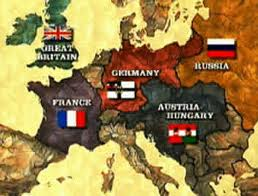 GREAT
BRITAIN
GERMANY
RUSSIA
FRANCE
AUSTRIA-
HUNGARY